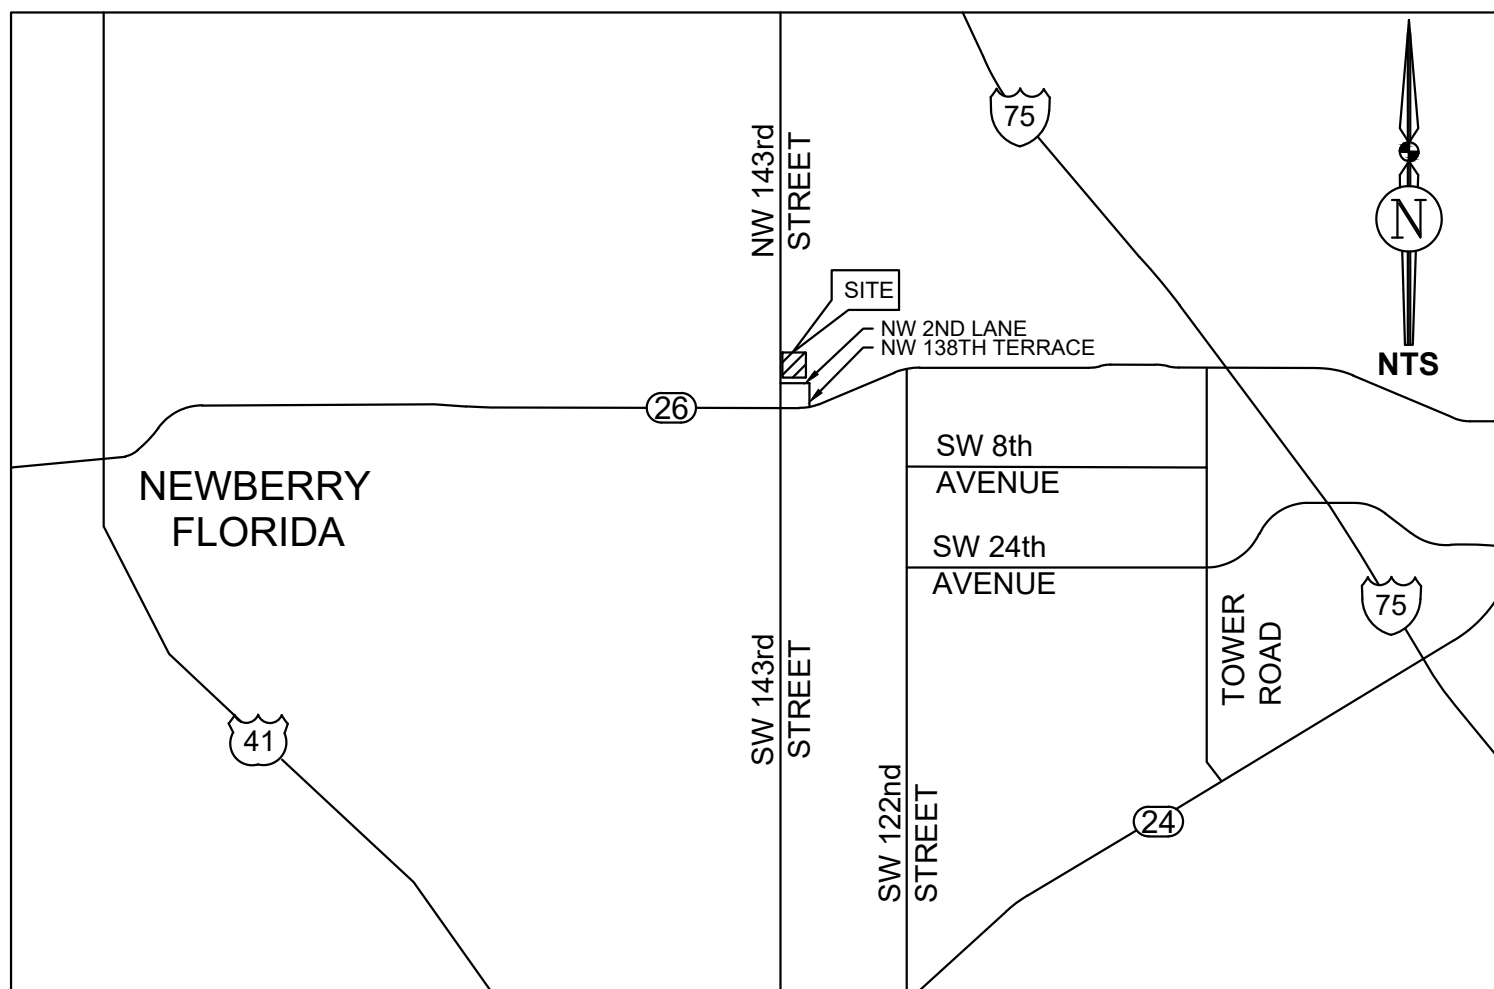 75
NW 143rd
STREET
N
SITE
NW 2ND LANE
NW 138TH TERRACE
NTS
26
NEWBERRY
FLORIDA
SW 8th
AVENUE
SW 24th
AVENUE
75
TOWER
ROAD
SW 143rd
STREET
41
SW 122nd
STREET
24